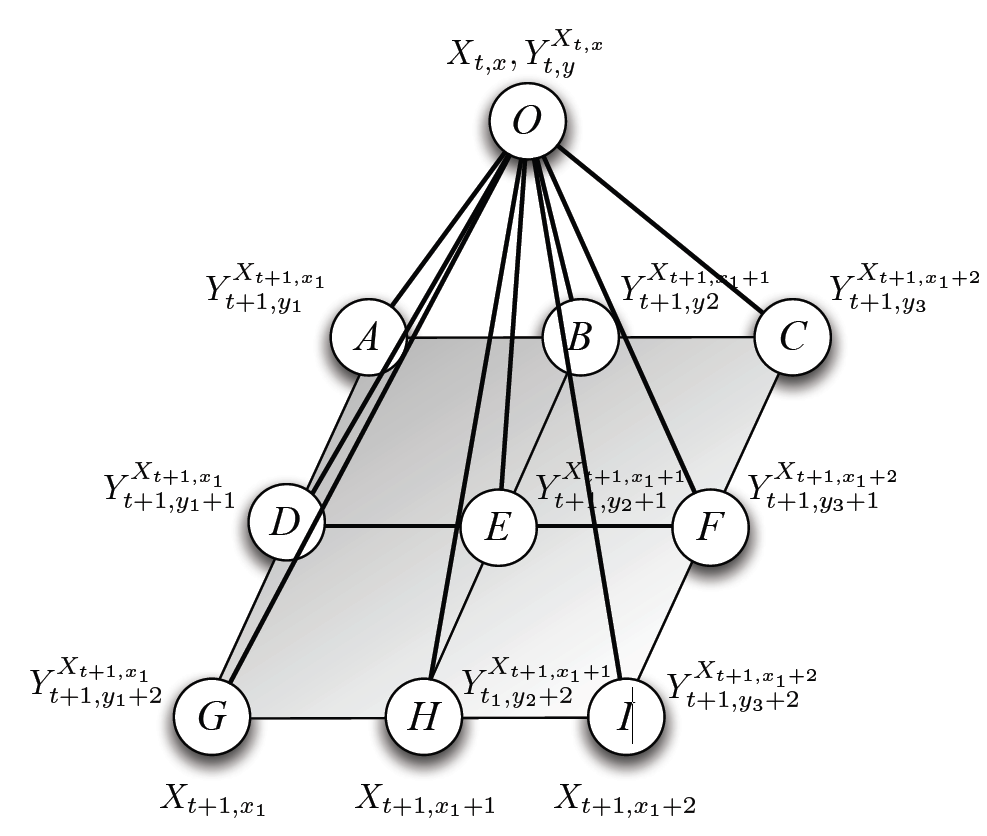 $X_{t,x}, Y_{t,y}^{X_{t,x}}$
O
$Y_{t+1,y_1}^{X_{t+1,x_1}}$ $Y_{t+1,y2}^{X_{t+1,x_1+1}}$ $Y_{t+1,y_3}^{X_{t+1,x_1+2}}$
A B C
$Y_{t+1,y_1+1}^{X_{t+1,x_1}}$ $Y_{t+1,y_2+1}^{X_{t+1,x_1+1}}$ $Y_{t+1,y_3+1}^{X_{t+1,x_1+2}}$
D E F
$Y_{t+1,y_1+2}^{X_{t+1,x_1}}$ $Y_{t_1,y_2+2}^{X_{t+1,x_1+1}}$ $Y_{t+1,y_3+2}^{X_{t+1,x_1+2}}$
G H I
$X_{t+1,x_1}$ $X_{t+1,x_1+1}$ $X_{t+1,x_1+2}$